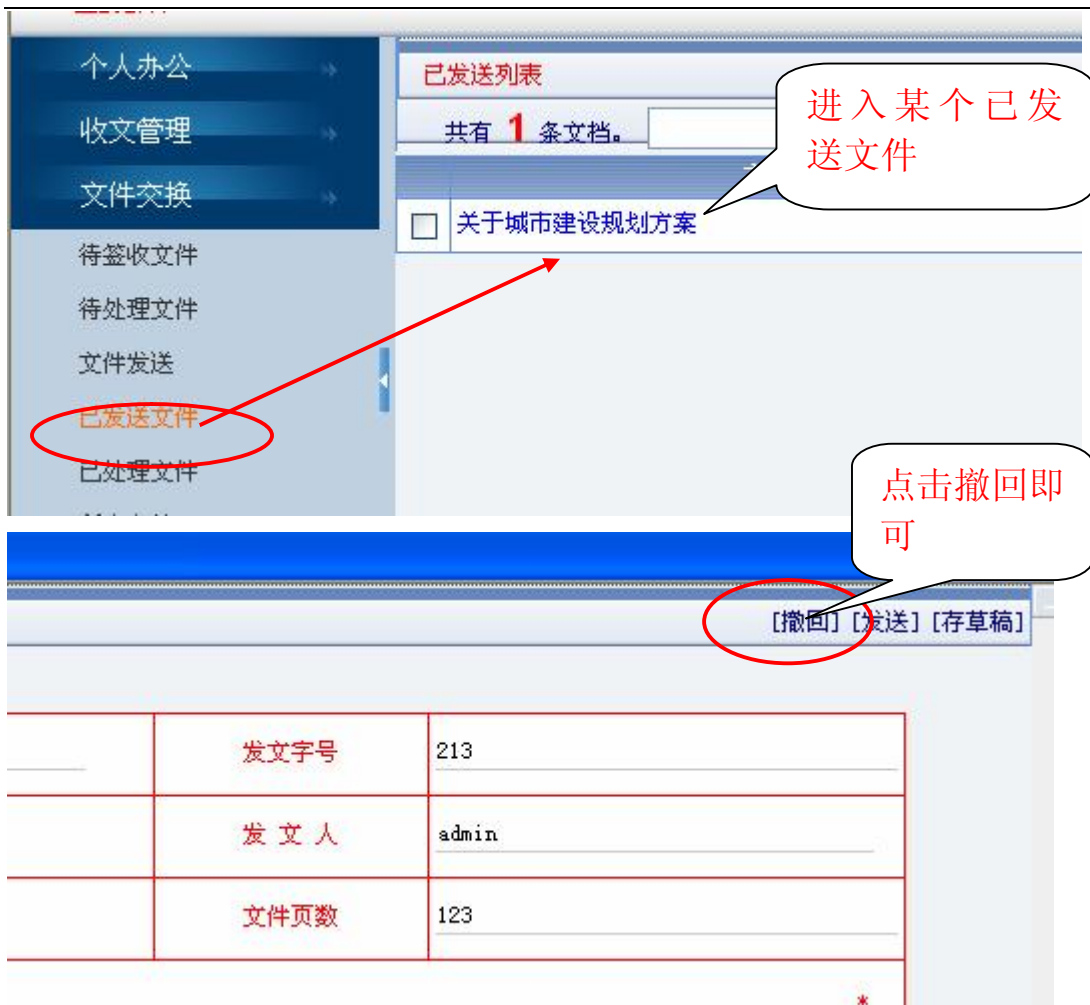 个人办公
收文管理
文件交换
待签收文件
待处理文件
文件发送
已发送文件
已处理文件
已发送列表
共有 1 条文档。
关于城市建设规划方案
进入某个已发
送文件
点击撤回即
可
[撤回] [发送] [存草稿]
发文字号 213
发 文 人 admin
文件页数 123
*